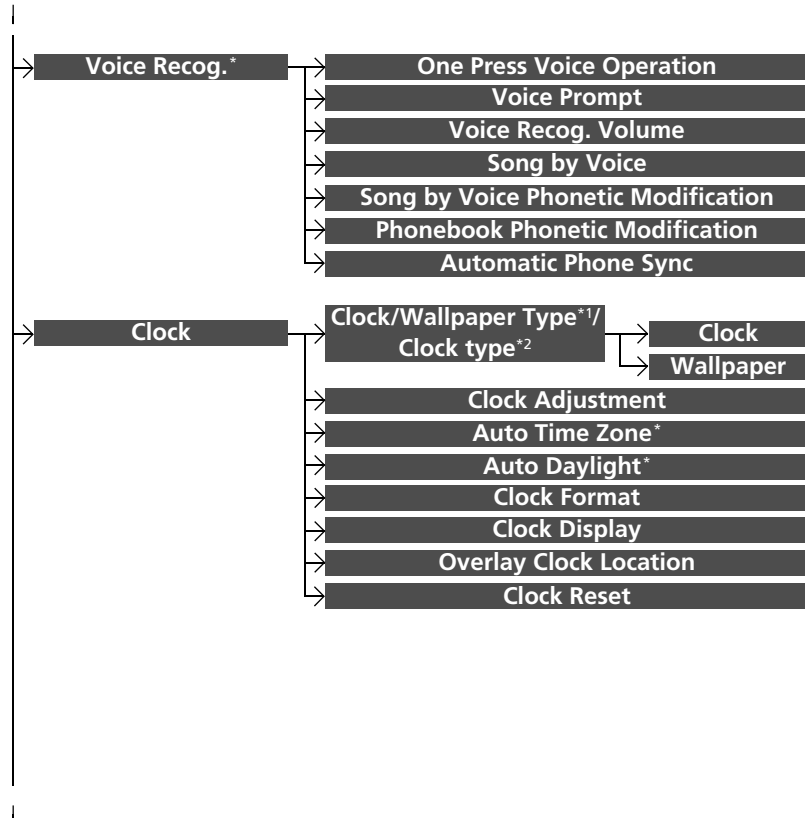 Voice Recog.*
One Press Voice Operation
Voice Prompt
Voice Recog. Volume
Song by Voice
Song by Voice Phonetic Modification
Phonebook Phonetic Modification
Automatic Phone Sync
Clock
Clock/Wallpaper Type*1/
Clock type*2
Clock
Wallpaper
Clock Adjustment
Auto Time Zone*
Auto Daylight*
Clock Format
Clock Display
Overlay Clock Location
Clock Reset